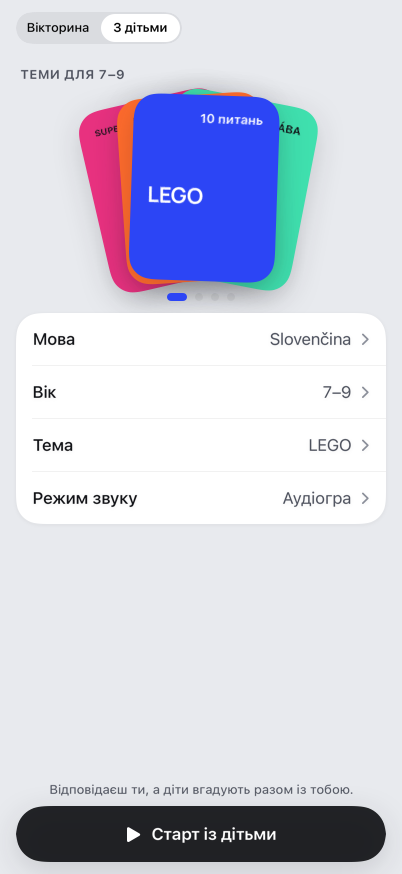 Вікторина З дітьми
ТЕМИ ДЛЯ 7–9
10 питань
LEGO
Мова Slovenčina
Вік 7–9
Тема LEGO
Режим звуку Аудіогра
Відповідаєш ти, а діти вгадують разом із тобою.
Старт із дітьми